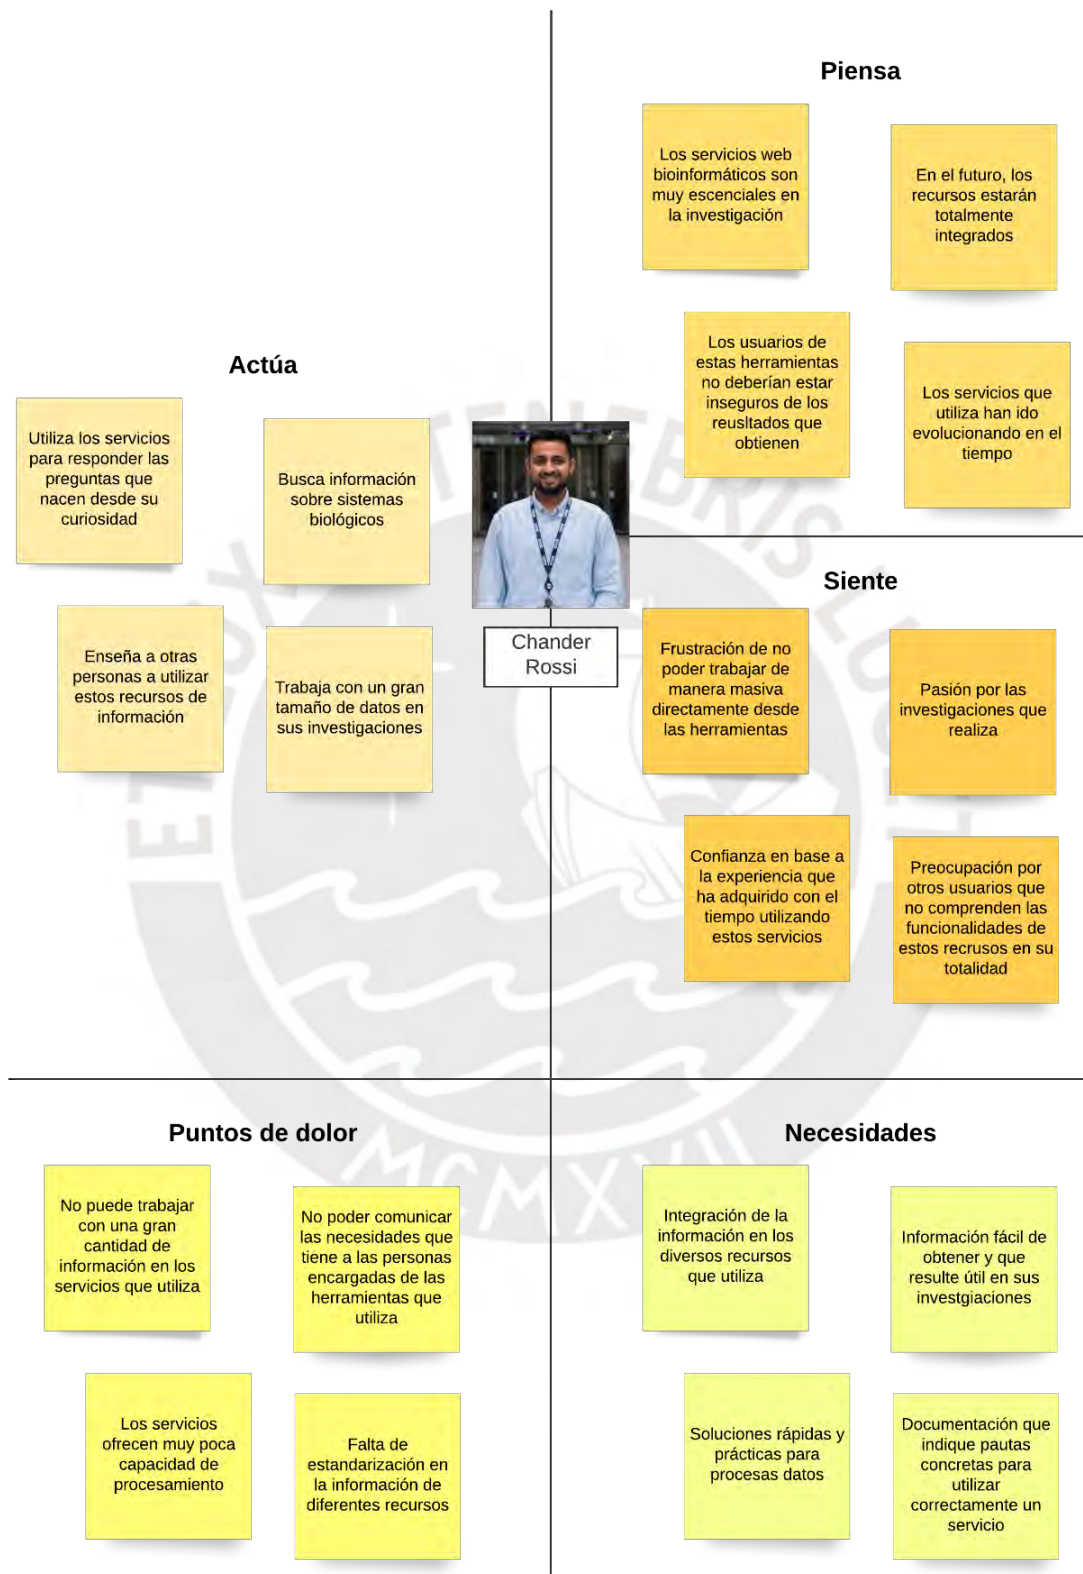 Piensa
Los servicios web
bioinformáticos son
muy escenciales en
la investigación
En el futuro, los
recursos estarán
totalmente
integrados
Los usuarios de
estas herramientas
no deberían estar
inseguros de los
reusltados que
obtienen
Los servicios que
utiliza han ido
evolucionando en el
tiempo
Actúa
Utiliza los servicios
para responder las
preguntas que
nacen desde su
curiosidad
Busca información
sobre sistemas
biológicos
Enseña a otras
personas a utilizar
estos recursos de
información
Trabaja con un gran
tamaño de datos en
sus investigaciones
Chander
Rossi
Siente
Frustración de no
poder trabajar de
manera masiva
directamente desde
las herramientas
Pasión por las
investigaciones que
realiza
Confianza en base a
la experiencia que
ha adquirido con el
tiempo utilizando
estos servicios
Preocupación por
otros usuarios que
no comprenden las
funcionalidades de
estos recrusos en su
totalidad
Puntos de dolor
No puede trabajar
con una gran
cantidad de
información en los
servicios que utiliza
No poder comunicar
las necesidades que
tiene a las personas
encargadas de las
herramientas que
utiliza
Los servicios
ofrecen muy poca
capacidad de
procesamiento
Falta de
estandarización en
la información de
diferentes recursos
Necesidades
Integración de la
información en los
diversos recursos
que utiliza
Información fácil de
obtener y que
resulte útil en sus
investgiaciones
Soluciones rápidas y
prácticas para
procesas datos
Documentación que
indique pautas
concretas para
utilizar
correctamente un
servicio
MCMXVII